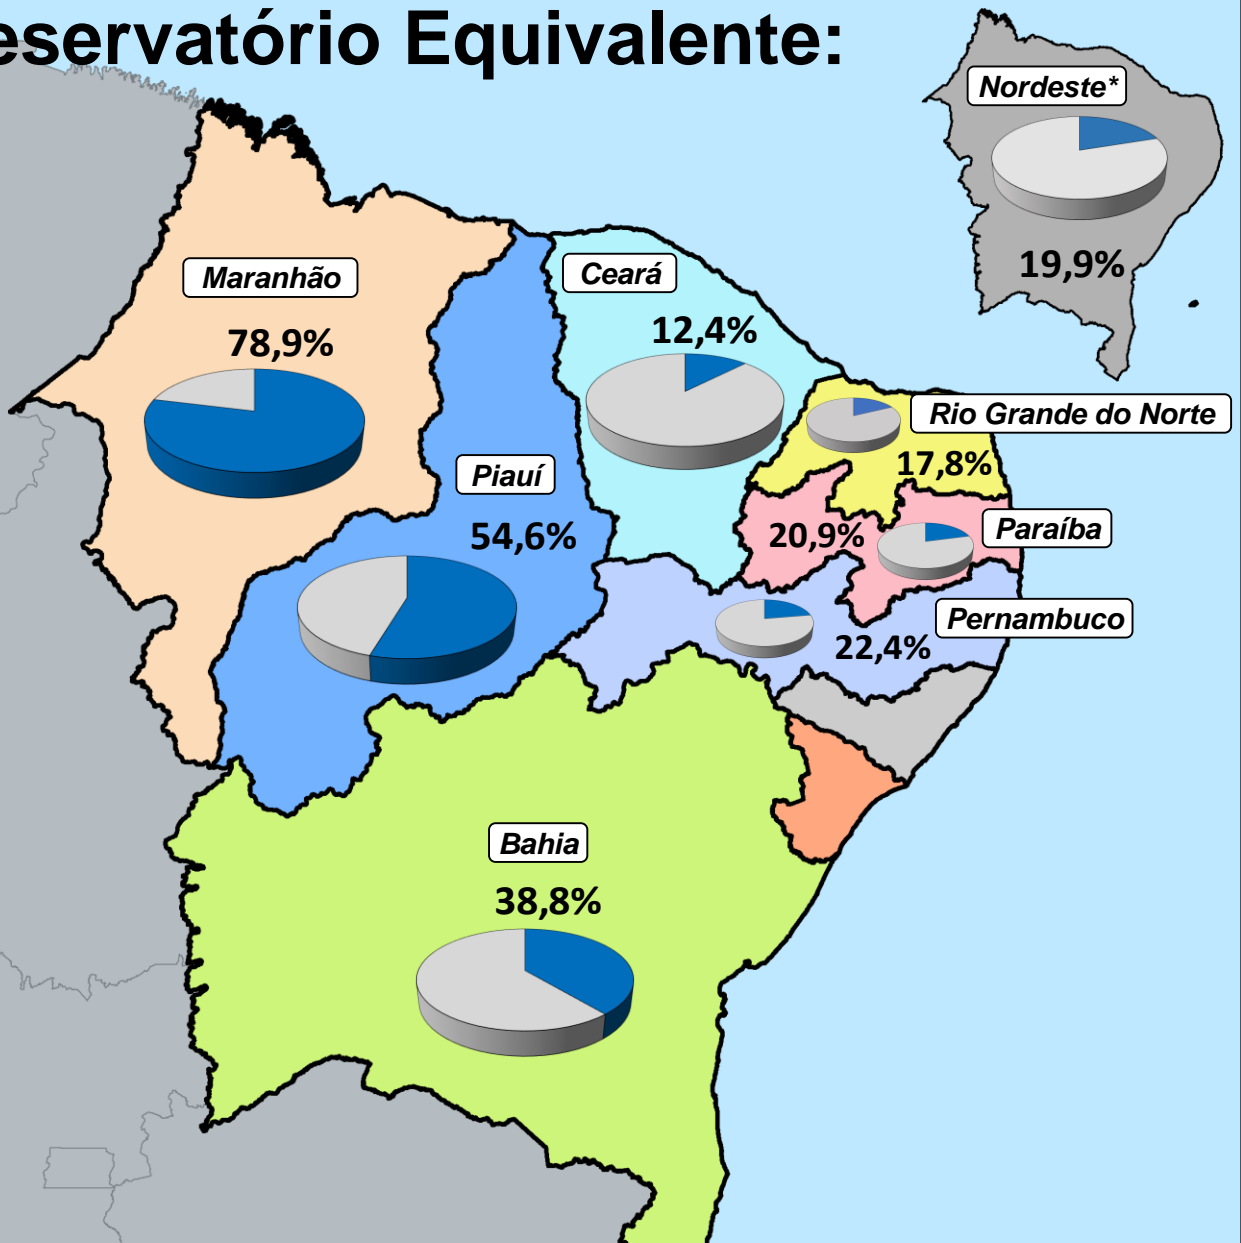 eservatório Equivalente:
Nordeste*
19,9%
Maranhão
78,9%
Ceará
12,4%
Rio Grande do Norte
17,8%
Piauí
54,6%
Paraíba
20,9%
Pernambuco
22,4%
Bahia
38,8%